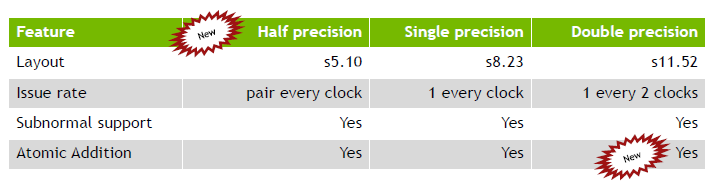 Feature New Half precision Single precision Double precision
Layout s5.10 s8.23 s11.52
Issue rate pair every clock 1 every clock 1 every 2 clocks
Subnormal support Yes Yes Yes
Atomic Addition Yes Yes New Yes